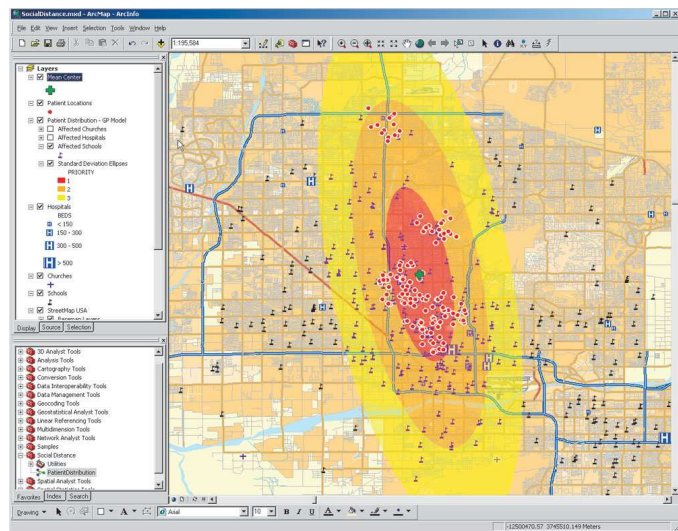 SocialDistance.mxd - ArcMap - ArcInfo
File Edit View Insert Selection Tools Window Help
1:195,584
Layers
Mean Center
Patient Locations
Patient Distribution - GP Model
Affected Churches
Affected Hospitals
Affected Schools
Standard Deviation Ellipses
PRIORITY
1
2
3
Hospitals
BEDS
< 150
150 - 300
300 - 500
> 500
Churches
Schools
StreetMap USA
Display Source Selection
3D Analyst Tools
Analysis Tools
Cartography Tools
Conversion Tools
Data Interoperability Tools
Data Management Tools
Geocoding Tools
Geostatistical Analyst Tools
Linear Referencing Tools
Multidimension Tools
Network Analyst Tools
Samples
Social Distance
Utilities
PatientDistribution
Spatial Analyst Tools
Favorites Index Search
Drawing
Arial
10
B I U A
-12500470.57 3745510.149 Meters